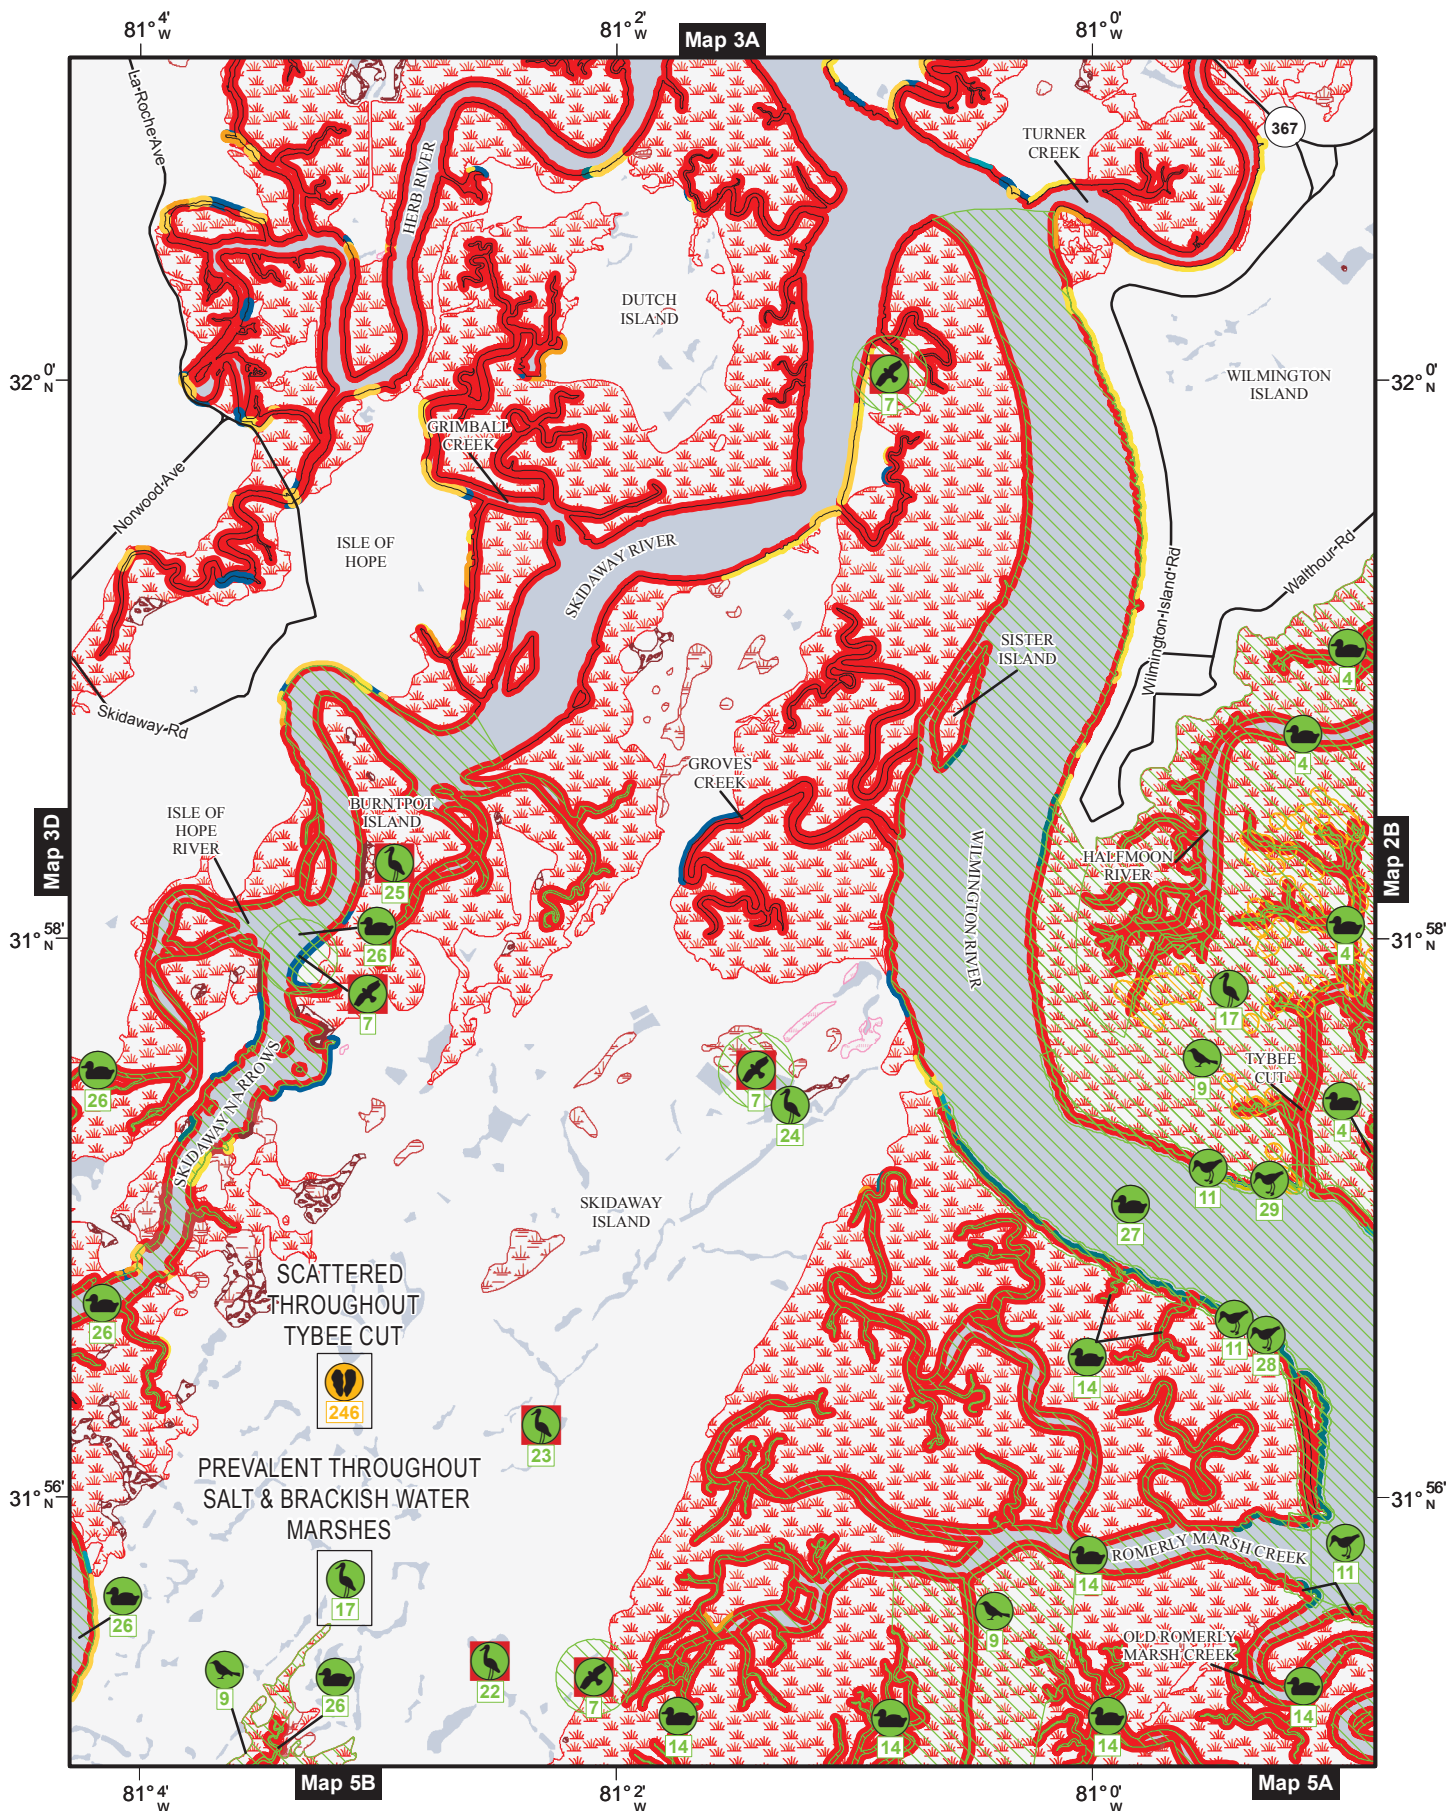 81° 4' W
81° 2' W
Map 3A
81° 0' W
La Roche Ave
HERB RIVER
TURNER
CREEK
367
DUTCH
ISLAND
32° 0' N
7
WILMINGTON
ISLAND
32° 0' N
GRIMBALL
CREEK
Norwood Ave
ISLE OF
HOPE
SKIDAWAY RIVER
Wilmington Island Rd
Walthour Rd
SISTER
ISLAND
4
Skidaway Rd
4
GROVES
CREEK
BURNTPOT
ISLAND
ISLE OF
HOPE
RIVER
Map 3D
25
WILMINGTON RIVER
HALFMOON
RIVER
Map 2B
31° 58' N
26
4
31° 58' N
7
17
SKIDAWAY NARROWS
26
7
24
9
TYBEE
CUT
4
11
29
27
SKIDAWAY
ISLAND
26
SCATTERED
THROUGHOUT
TYBEE CUT
246
11
28
14
23
PREVALENT THROUGHOUT
SALT & BRACKISH WATER
MARSHES
31° 56' N
31° 56' N
ROMERLY MARSH CREEK
14
11
17
26
9
OLD ROMERLY
MARSH CREEK
9
26
22
7
14
14
14
14
Map 5B
Map 5A
81° 4' W
81° 2' W
81° 0' W